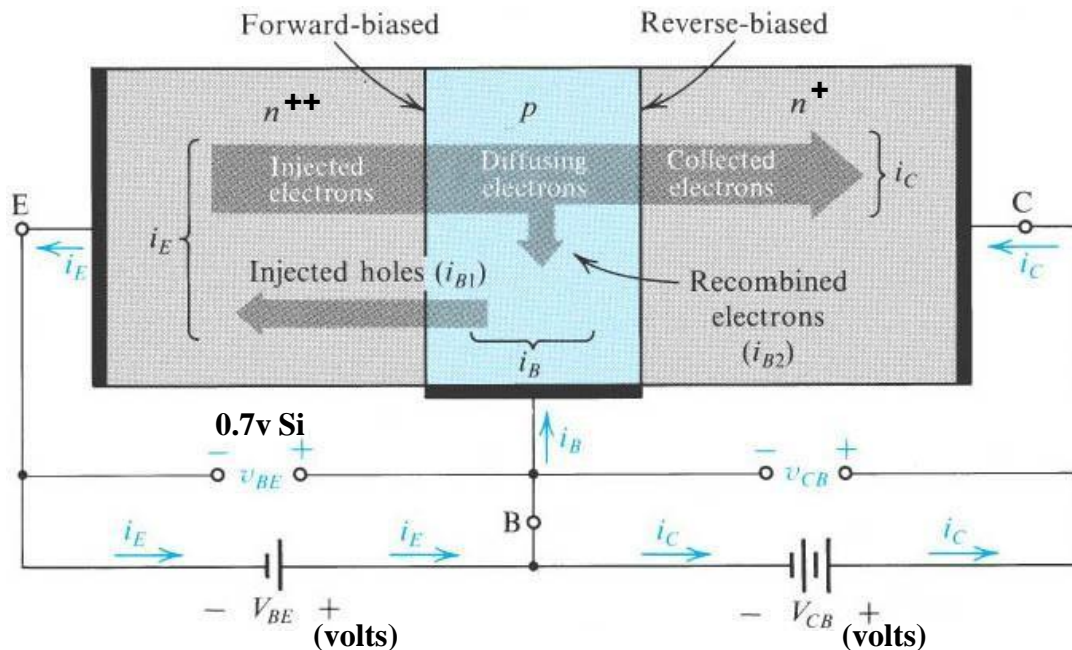 Forward-biased
Reverse-biased
n ++
p
n +
Injected electrons
Diffusing electrons
Collected electrons
i_C
E
C
i_E
i_E
i_C
Injected holes (i_B1)
Recombined
electrons
(i_B2)
i_B
0.7v Si
i_B
- v_BE +
- v_CB +
B
i_E
i_E
i_C
i_C
- V_BE +
- V_CB +
(volts)
(volts)